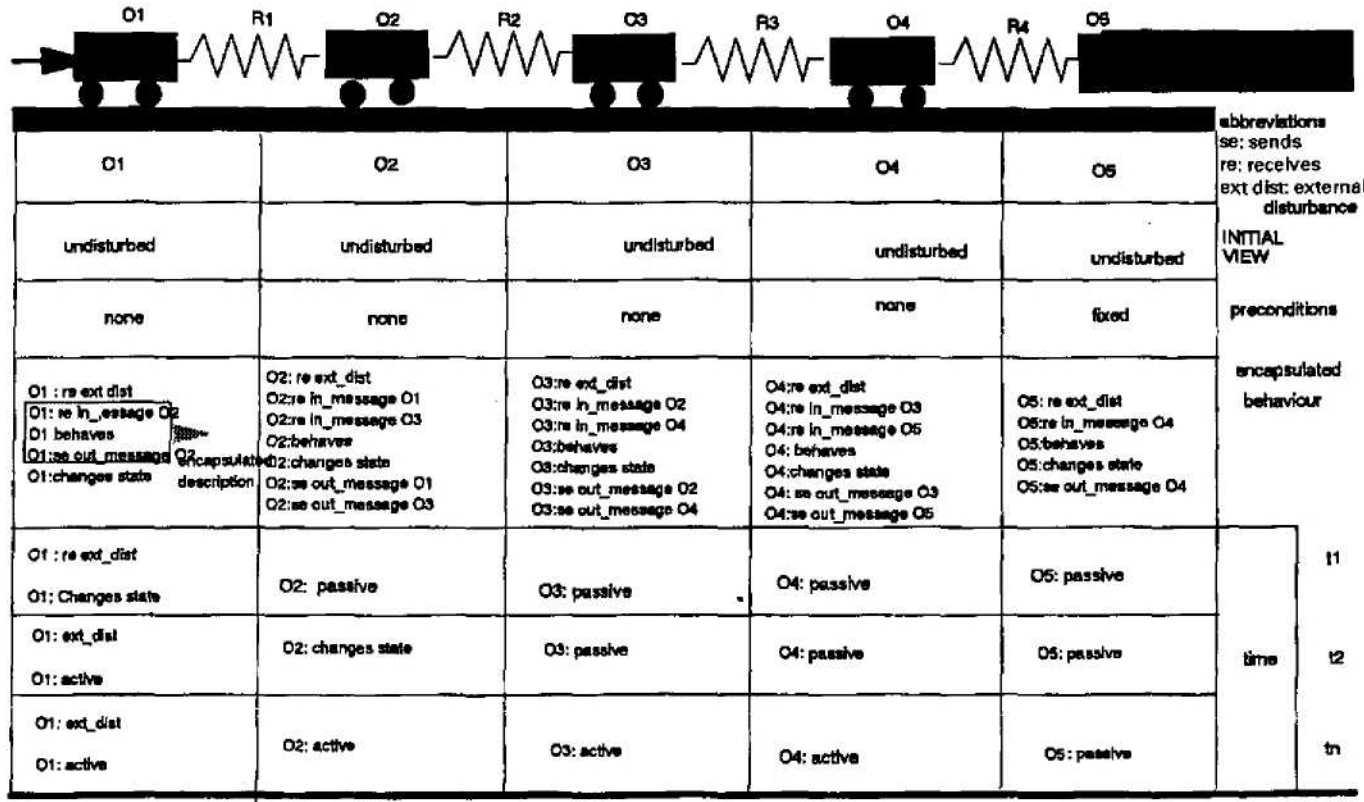 O1 R1 O2 R2 O3 R3 O4 R4 O5
abbreviations
se: sends
re: receives
ext dist: external
disturbance
O1 O2 O3 O4 O5
undisturbed undisturbed undisturbed undisturbed undisturbed
INITIAL
VIEW
none none none none fixed preconditions
encapsulated
behaviour
O1 : re ext dist
O1: re in_,essage O2
O1 behaves
O1:se out_message O2
O1:changes state
encapsulated
description
O2: re ext_dist
O2:re in_message O1
O2:re in_message O3
O2:behaves
O2:changes state
O2:se out_message O1
O2:se out_message O3
O3:re ext_dist
O3:re in_message O2
O3:re in_message O4
O3:behaves
O3:changes state
O3:se out_message O2
O3:se out_message O4
O4:re ext_dist
O4:re in_message O3
O4:re in_message O5
O4: behaves
O4:changes state
O4: se out_message O3
O4:se out_message O5
O5: re ext_dist
O5:re in_message O4
O5:behaves
O5:changes state
O5:se out_message O4
O1 : re ext_dist
O1; Changes state
O2: passive
O3: passive
O4: passive
O5: passive
t1
O1: ext_dist
O1: active
O2: changes state
O3: passive
O4: passive
O5: passive
time
t2
O1: ext_dist
O1: active
O2: active
O3: active
O4: active
O5: passive
tn